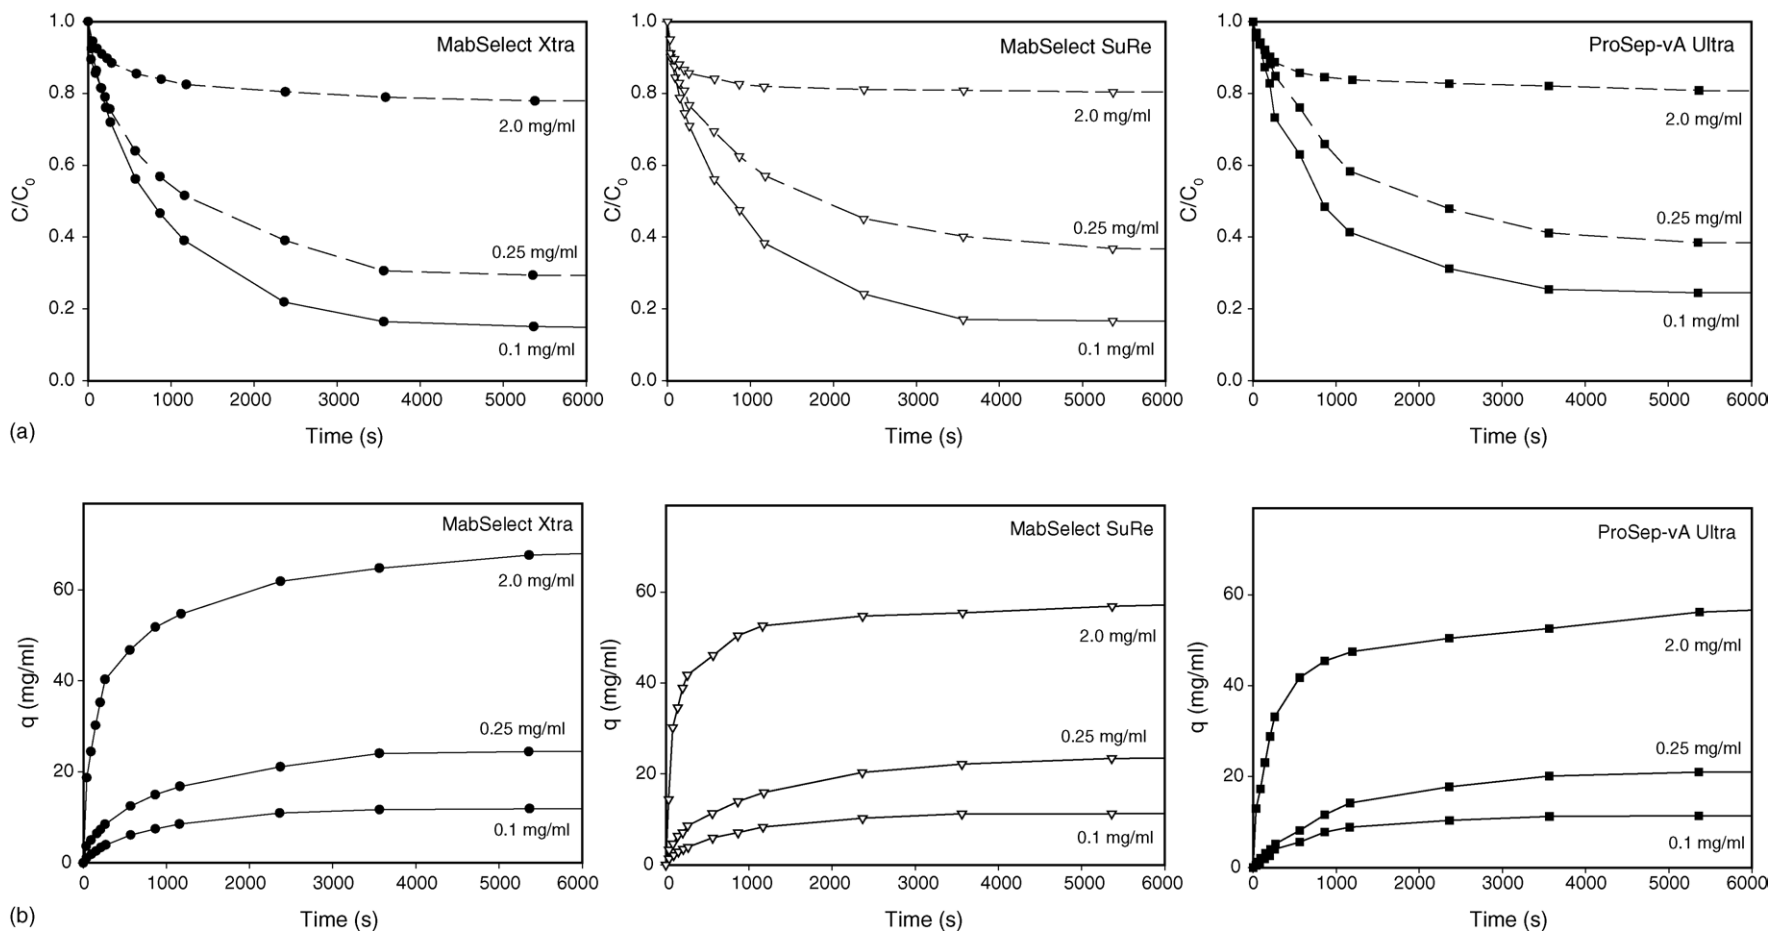 1.0
0.8
0.6
0.4
0.2
0.0
C/C0
MabSelect Xtra
2.0 mg/ml
0.25 mg/ml
0.1 mg/ml
0 1000 2000 3000 4000 5000 6000
Time (s)
(a)
1.0
0.8
0.6
0.4
0.2
0.0
C/C0
MabSelect SuRe
2.0 mg/ml
0.25 mg/ml
0.1 mg/ml
0 1000 2000 3000 4000 5000 6000
Time (s)
1.0
0.8
0.6
0.4
0.2
0.0
C/C0
ProSep-vA Ultra
2.0 mg/ml
0.25 mg/ml
0.1 mg/ml
0 1000 2000 3000 4000 5000 6000
Time (s)
60
40
20
0
q (mg/ml)
MabSelect Xtra
2.0 mg/ml
0.25 mg/ml
0.1 mg/ml
0 1000 2000 3000 4000 5000 6000
Time (s)
(b)
60
40
20
0
q (mg/ml)
MabSelect SuRe
2.0 mg/ml
0.25 mg/ml
0.1 mg/ml
0 1000 2000 3000 4000 5000 6000
Time (s)
60
40
20
0
q (mg/ml)
ProSep-vA Ultra
2.0 mg/ml
0.25 mg/ml
0.1 mg/ml
0 1000 2000 3000 4000 5000 6000
Time (s)